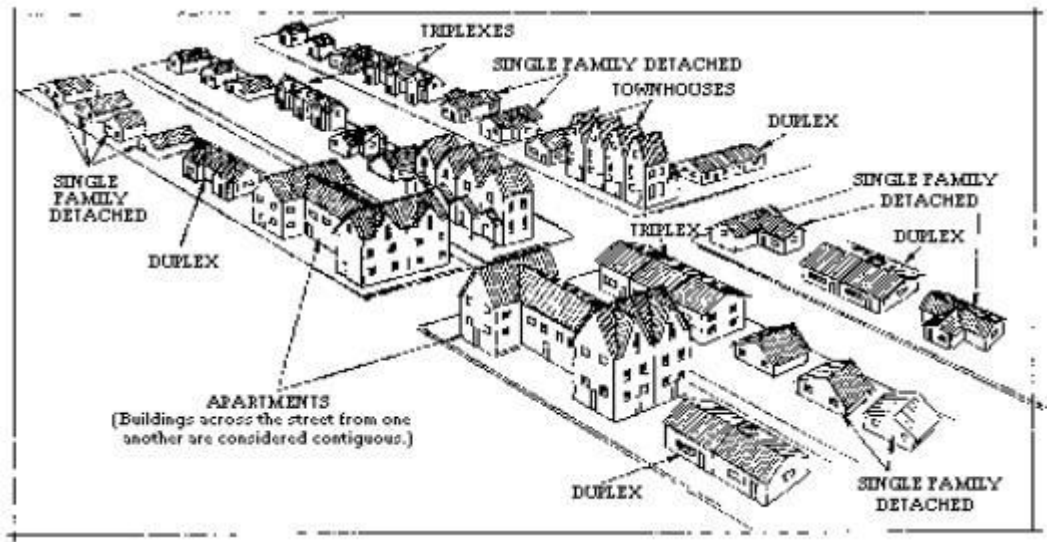 TRIPLEXES
SINGLE FAMILY DETACHED
TOWNHOUSES
DUPLEX
SINGLE
FAMILY
DETACHED
SINGLE FAMILY
DETACHED
DUPLEX
TRIPLEX
DUPLEX
APARTMENTS
(Buildings across the street from one
another are considered contiguous.)
DUPLEX
SINGLE FAMILY
DETACHED